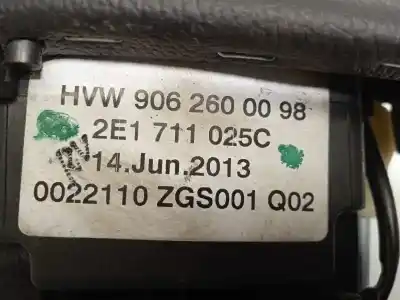 HVW 906 260 00 98
2E1 711 025C
14.Jun.2013
0022110 ZGS001 Q02